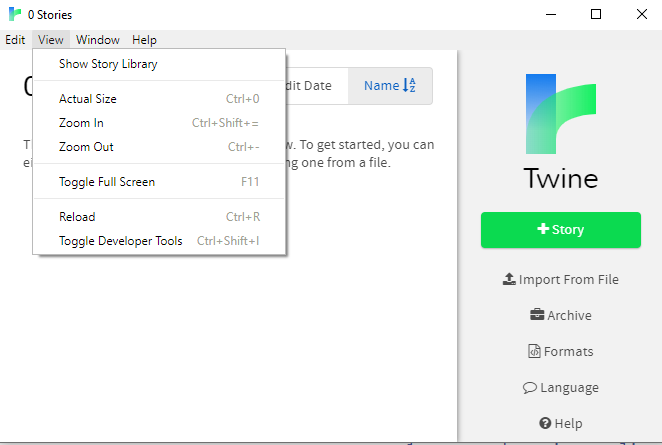 0 Stories
Edit View Window Help
Show Story Library
Actual Size Ctrl+0
Zoom In Ctrl+Shift+=
Zoom Out Ctrl+-
Toggle Full Screen F11
Reload Ctrl+R
Toggle Developer Tools Ctrl+Shift+I
0
dit Date Name
w. To get started, you can
ei
ng one from a file.
Twine
+Story
Import From File
Archive
Formats
Language
Help